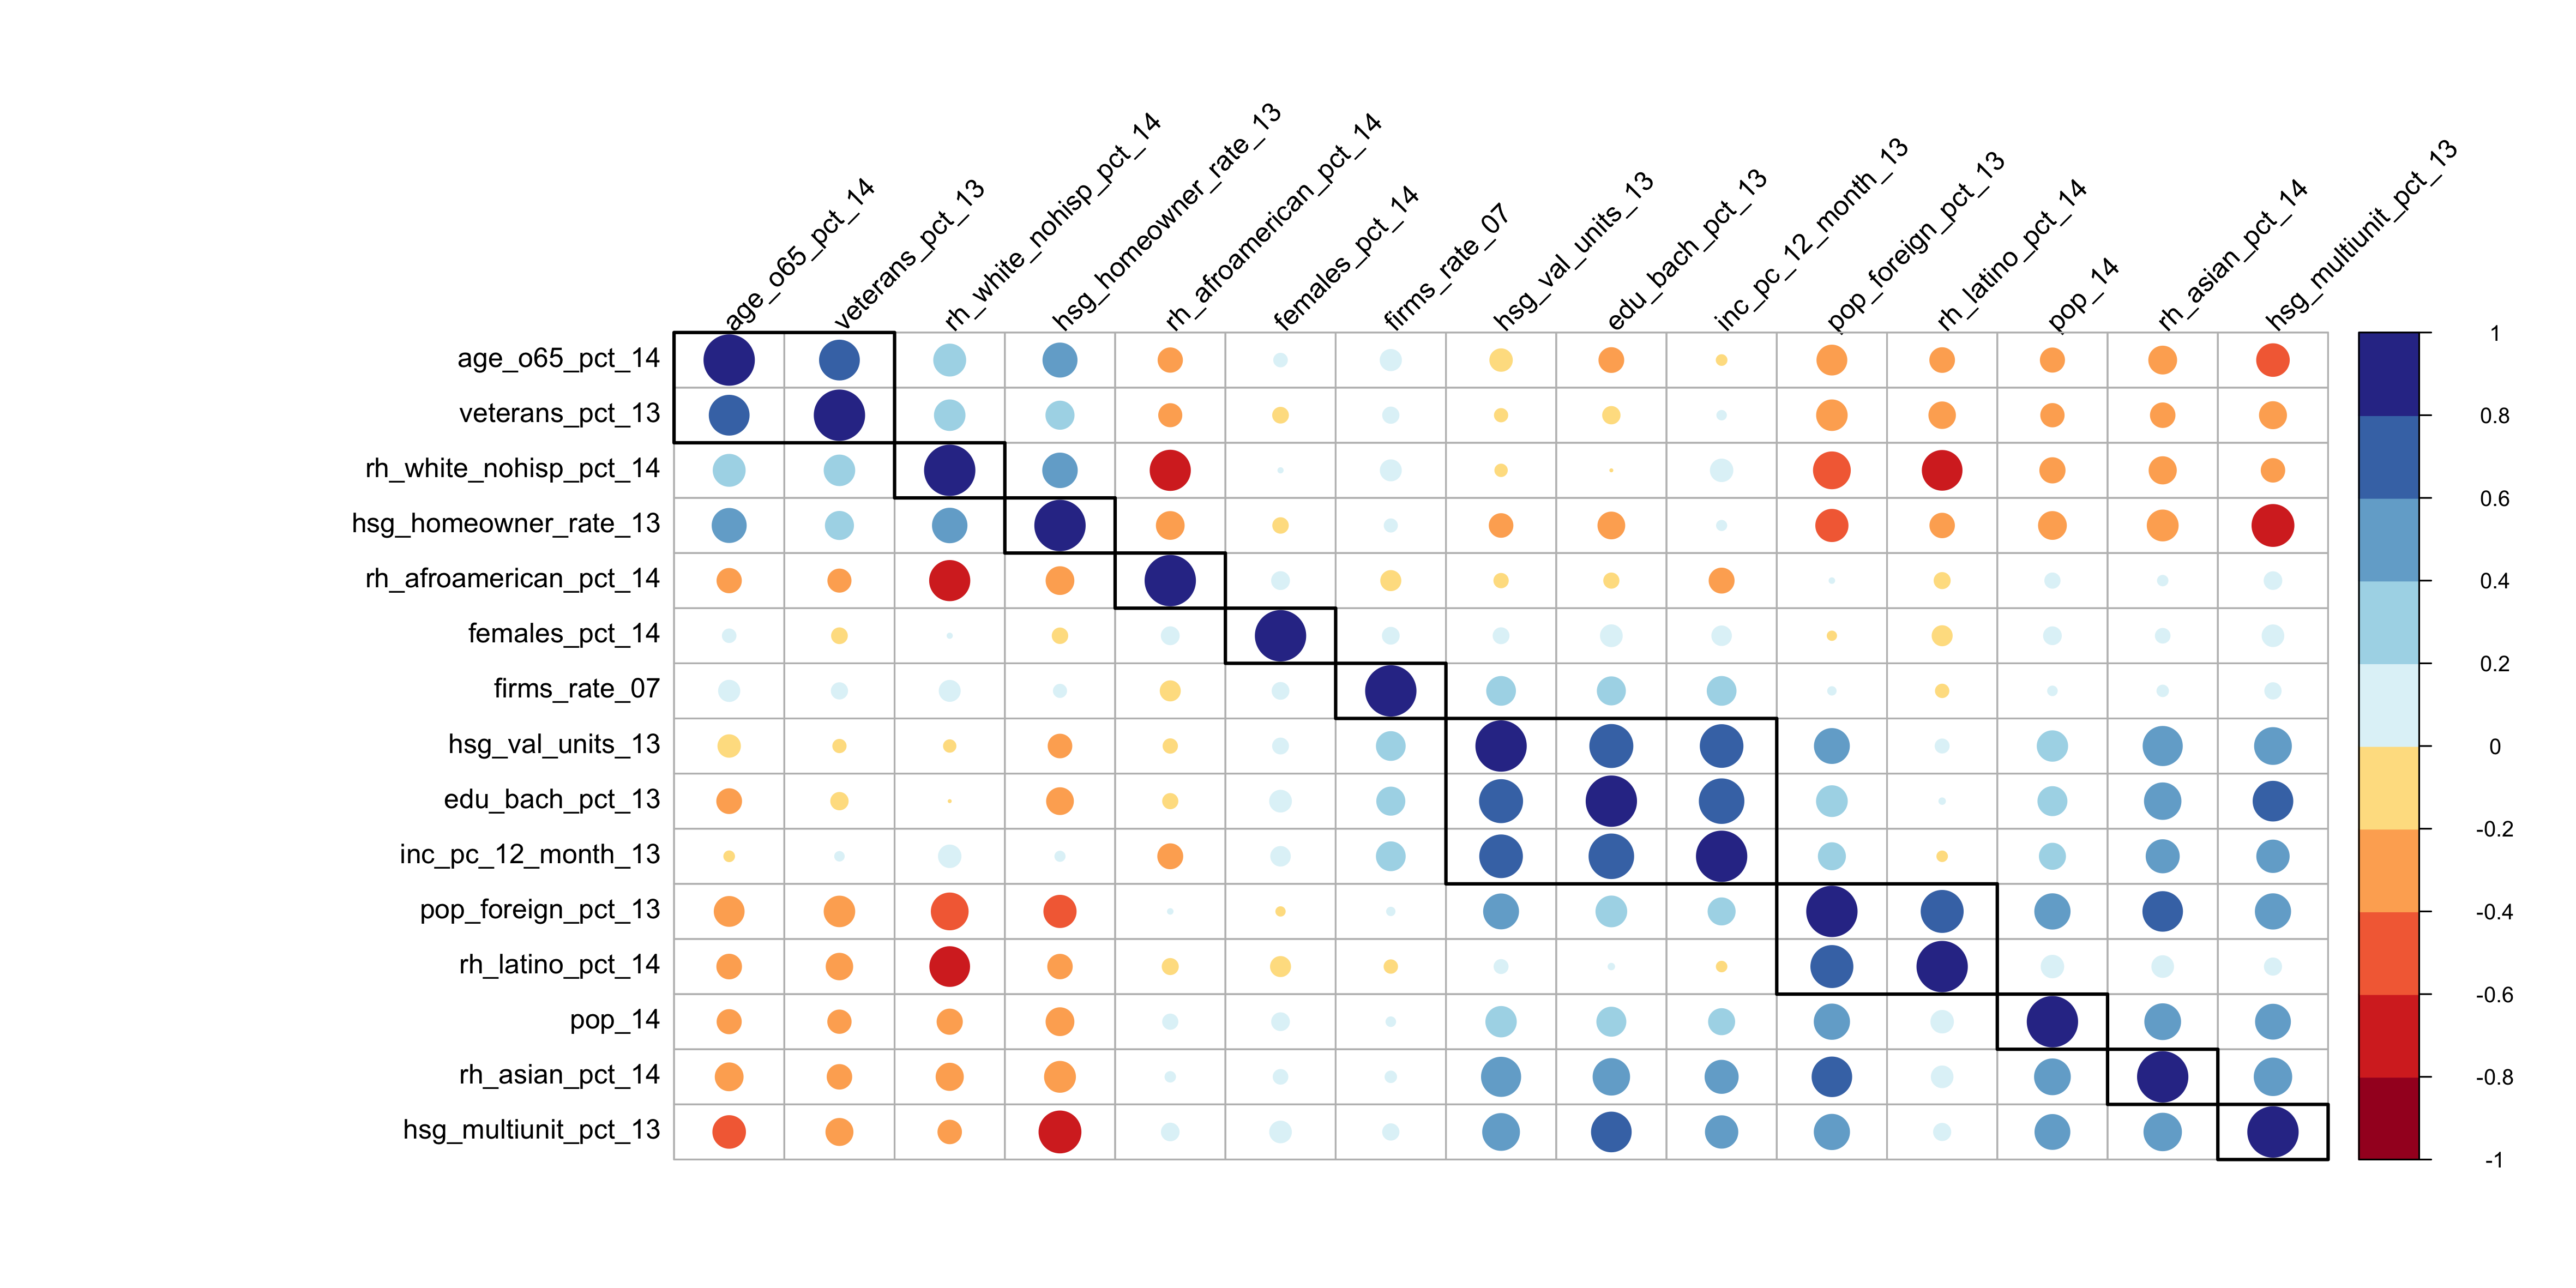 age_o65_pct_14
veterans_pct_13
rh_white_nohisp_pct_14
hsg_homeowner_rate_13
rh_afroamerican_pct_14
females_pct_14
firms_rate_07
hsg_val_units_13
edu_bach_pct_13
inc_pc_12_month_13
pop_foreign_pct_13
rh_latino_pct_14
pop_14
rh_asian_pct_14
hsg_multiunit_pct_13
age_o65_pct_14
veterans_pct_13
rh_white_nohisp_pct_14
hsg_homeowner_rate_13
rh_afroamerican_pct_14
females_pct_14
firms_rate_07
hsg_val_units_13
edu_bach_pct_13
inc_pc_12_month_13
pop_foreign_pct_13
rh_latino_pct_14
pop_14
rh_asian_pct_14
hsg_multiunit_pct_13
1
0.8
0.6
0.4
0.2
0
-0.2
-0.4
-0.6
-0.8
-1